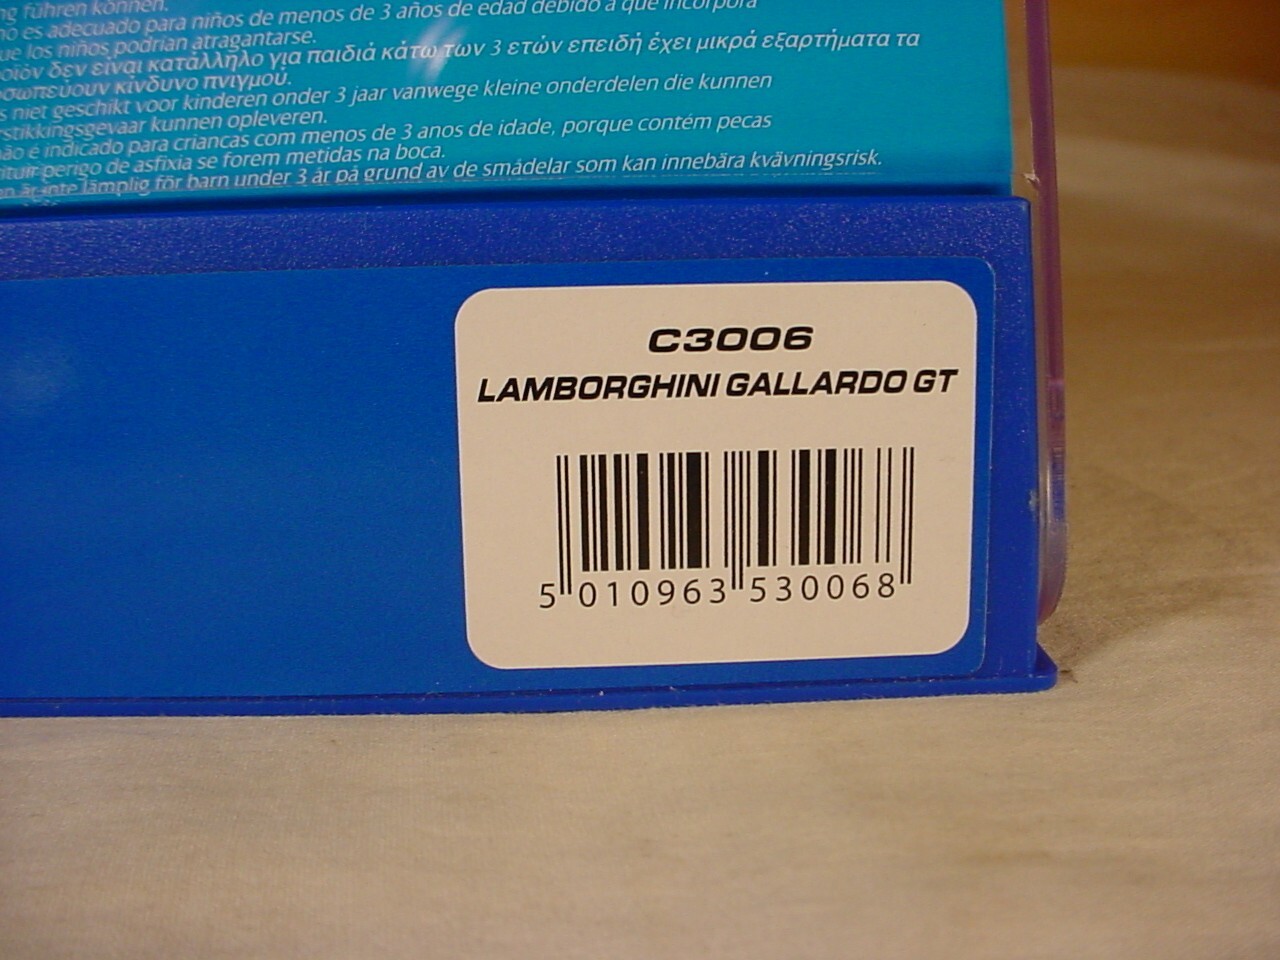 führen können.
no es adecuado para niños de menos de 3 años de edad debido a que incorpora
que los niños podrían atragantarse.
δεν είναι κατάλληλο για παιδιά κάτω των 3 ετών επειδή έχει μικρά εξαρτήματα τα
κίνδυνο πνιγμού.
is niet geschikt voor kinderen onder 3 jaar vanwege kleine onderdelen die kunnen
kunnen opleveren.
não é indicado para criancas com menos de 3 anos de idade, porque contém pecas
perigo de asfixia se forem metidas na boca.
är inte lämplig för barn under 3 år på grund av de smådelar som kan innebära kvävningsrisk.
C3006
LAMBORGHINI GALLARDO GT
5 010963 530068